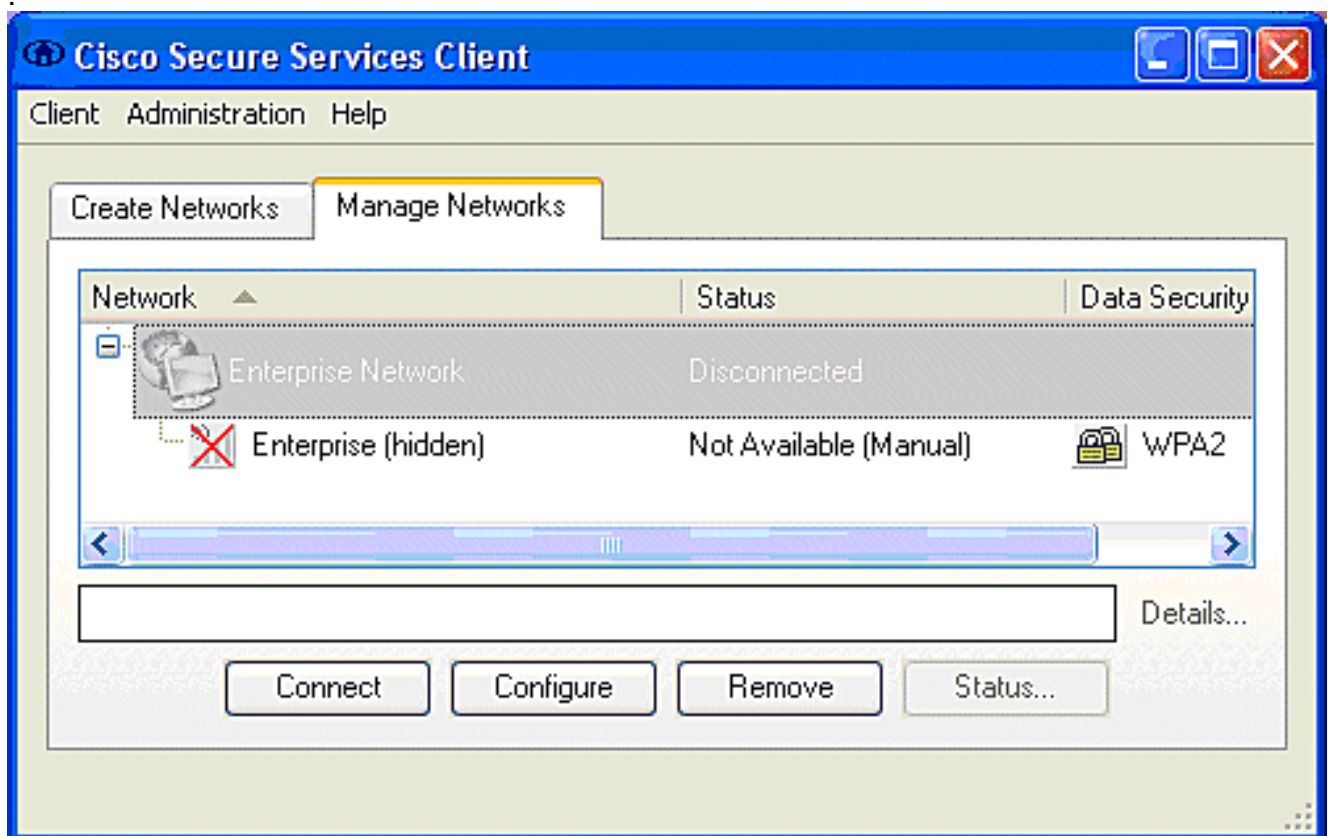 Cisco Secure Services Client
Client Administration Help
Create Networks Manage Networks
Network Status Data Security
Enterprise Network Disconnected
Enterprise (hidden) Not Available (Manual) WPA2
Details...
Connect Configure Remove Status...